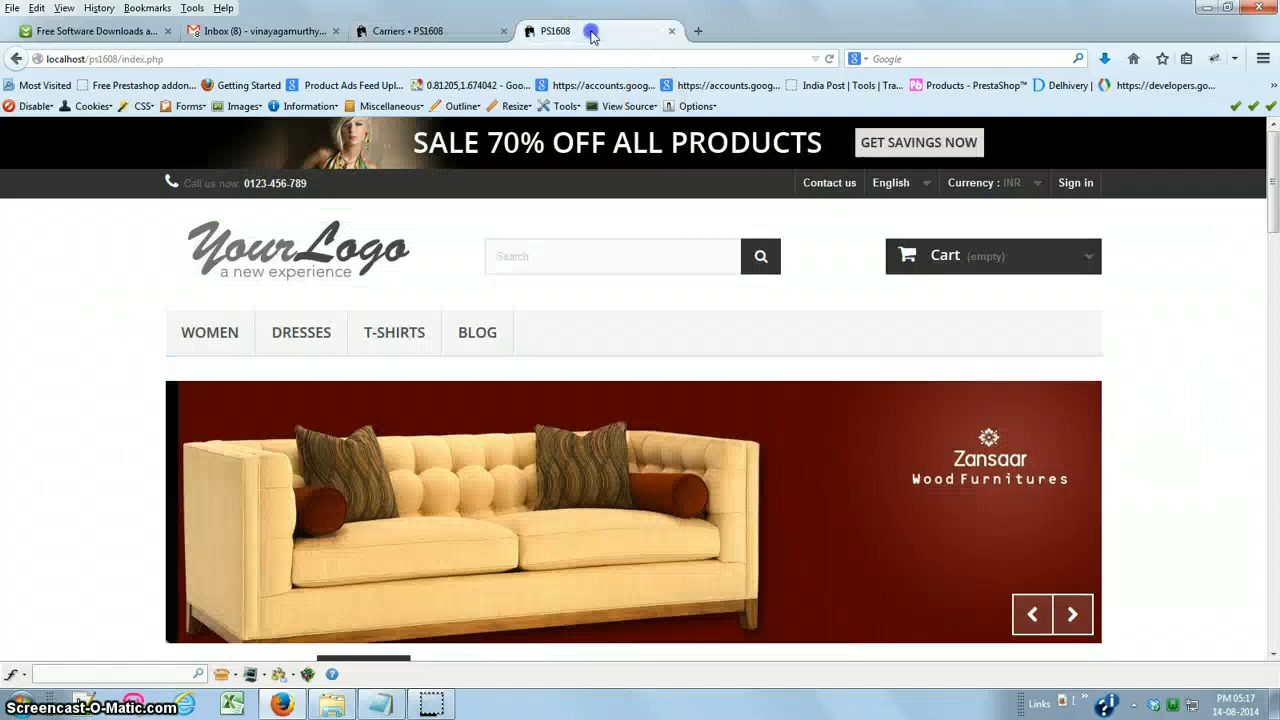 File Edit View History Bookmarks Tools Help
Free Software Downloads a... Inbox (8) - vinayagamurthy... Carriers • PS1608 PS1608
localhost/ps1608/index.php Google
Most Visited Free Prestashop addon... Getting Started Product Ads Feed Upl... 0.81205,1.674042 - Goo... https://accounts.goog... https://accounts.goog... India Post | Tools | Tra... Products - PrestaShop™ Delhivery | https://developers.go...
Disable Cookies CSS Forms Images Information Miscellaneous Outline Resize Tools View Source Options
SALE 70% OFF ALL PRODUCTS GET SAVINGS NOW
Call us now: 0123-456-789 Contact us English Currency : INR Sign in
YourLogo
a new experience
Search Cart (empty)
WOMEN DRESSES T-SHIRTS BLOG
Zansaar
Wood Furnitures
Links PM 05:17
14-08-2014
Screencast-O-Matic.com